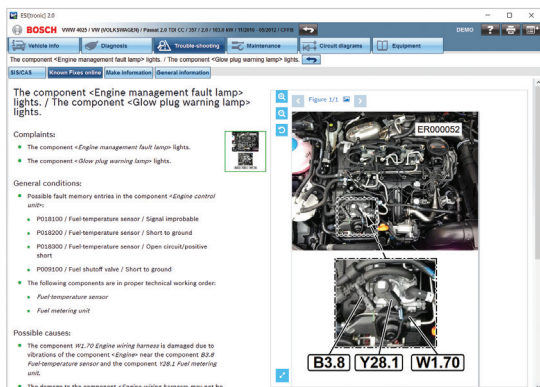 ESI[tronic] 2.0
BOSCH VWW 4025 / VW (VOLKSWAGEN) / Passat 2.0 TDI CC / 357 / 2.0 / 103.0 kW / 11/2010 - 05/2012 / CFFB DEMO ?
Vehicle info Diagnosis Trouble-shooting Maintenance Circuit diagrams Equipment
The component <Engine management fault lamp> lights. / The component <Glow plug warning lamp> lights.
SIS/CAS Known Fixes online Make information General information
The component <Engine management fault lamp>
lights. / The component <Glow plug warning lamp>
lights.
Complaints:
The component <Engine management fault lamp> lights.
The component <Glow plug warning lamp> lights.
General conditions:
Possible fault memory entries in the component <Engine control
unit>:
P018100 / Fuel-temperature sensor / Signal improbable
P018200 / Fuel-temperature sensor / Short to ground
P018300 / Fuel-temperature sensor / Open circuit/positive
short
P009100 / Fuel shutoff valve / Short to ground
The following components are in proper technical working order:
Fuel-temperature sensor
Fuel metering unit
Possible causes:
The component W1.70 Engine wiring harness is damaged due to
vibrations of the component <Engine> near the component B3.8
Fuel-temperature sensor and the component Y28.1 Fuel metering
unit.
Figure 1/1
ER000052
B3.8 Y28.1 W1.70